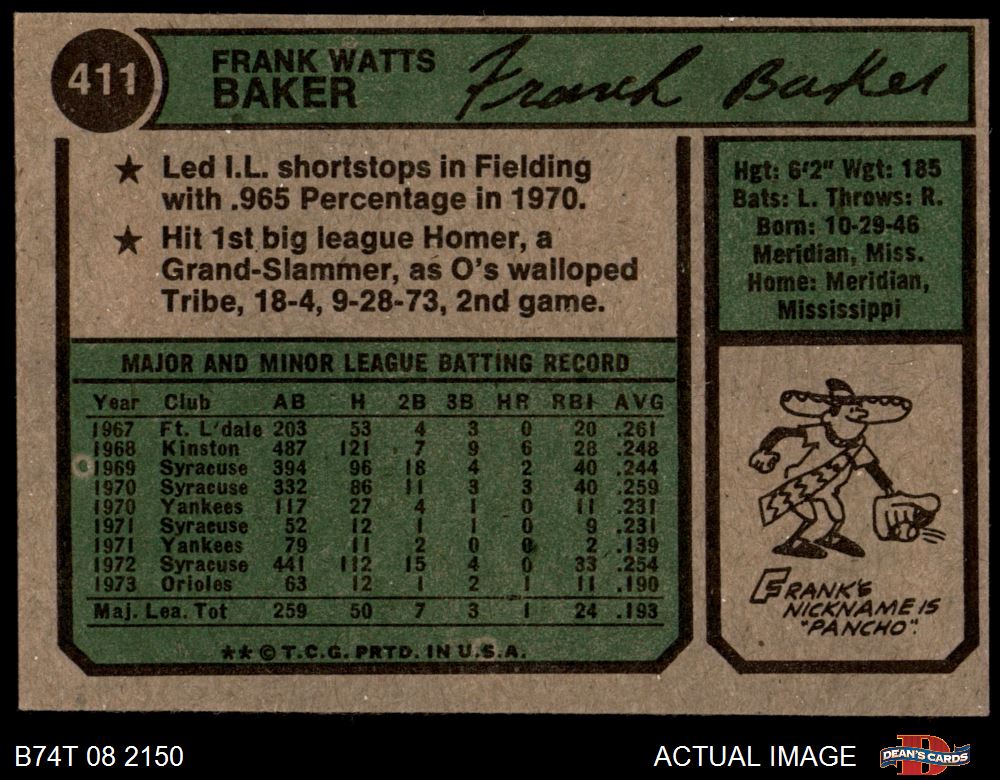 411
FRANK WATTS
BAKER
Frank Baker
★ Led I.L. shortstops in Fielding
with .965 Percentage in 1970.
★ Hit 1st big league Homer, a
Grand-Slammer, as O's walloped
Tribe, 18-4, 9-28-73, 2nd game.
Hgt: 6'2" Wgt: 185
Bats: L. Throws: R.
Born: 10-29-46
Meridian, Miss.
Home: Meridian,
Mississippi
MAJOR AND MINOR LEAGUE BATTING RECORD
Year Club AB H 2B 3B HR RBI AVG
1967 Ft. L'dale 203 53 4 3 0 20 .261
1968 Kinston 487 121 7 9 6 28 .248
1969 Syracuse 394 96 18 4 2 40 .244
1970 Syracuse 332 86 11 3 3 40 .259
1970 Yankees 117 27 4 1 0 11 .231
1971 Syracuse 52 12 1 1 0 9 .231
1971 Yankees 79 11 2 0 0 2 .139
1972 Syracuse 441 112 15 4 0 33 .254
1973 Orioles 63 12 1 2 1 11 .190
Maj. Lea. Tot 259 50 7 3 1 24 .193
★★ © T.C.G. PRTD. IN U.S.A.
FRANK'S
NICKNAME IS
"PANCHO".
B74T 08 2150
ACTUAL IMAGE
DEAN'S CARDS